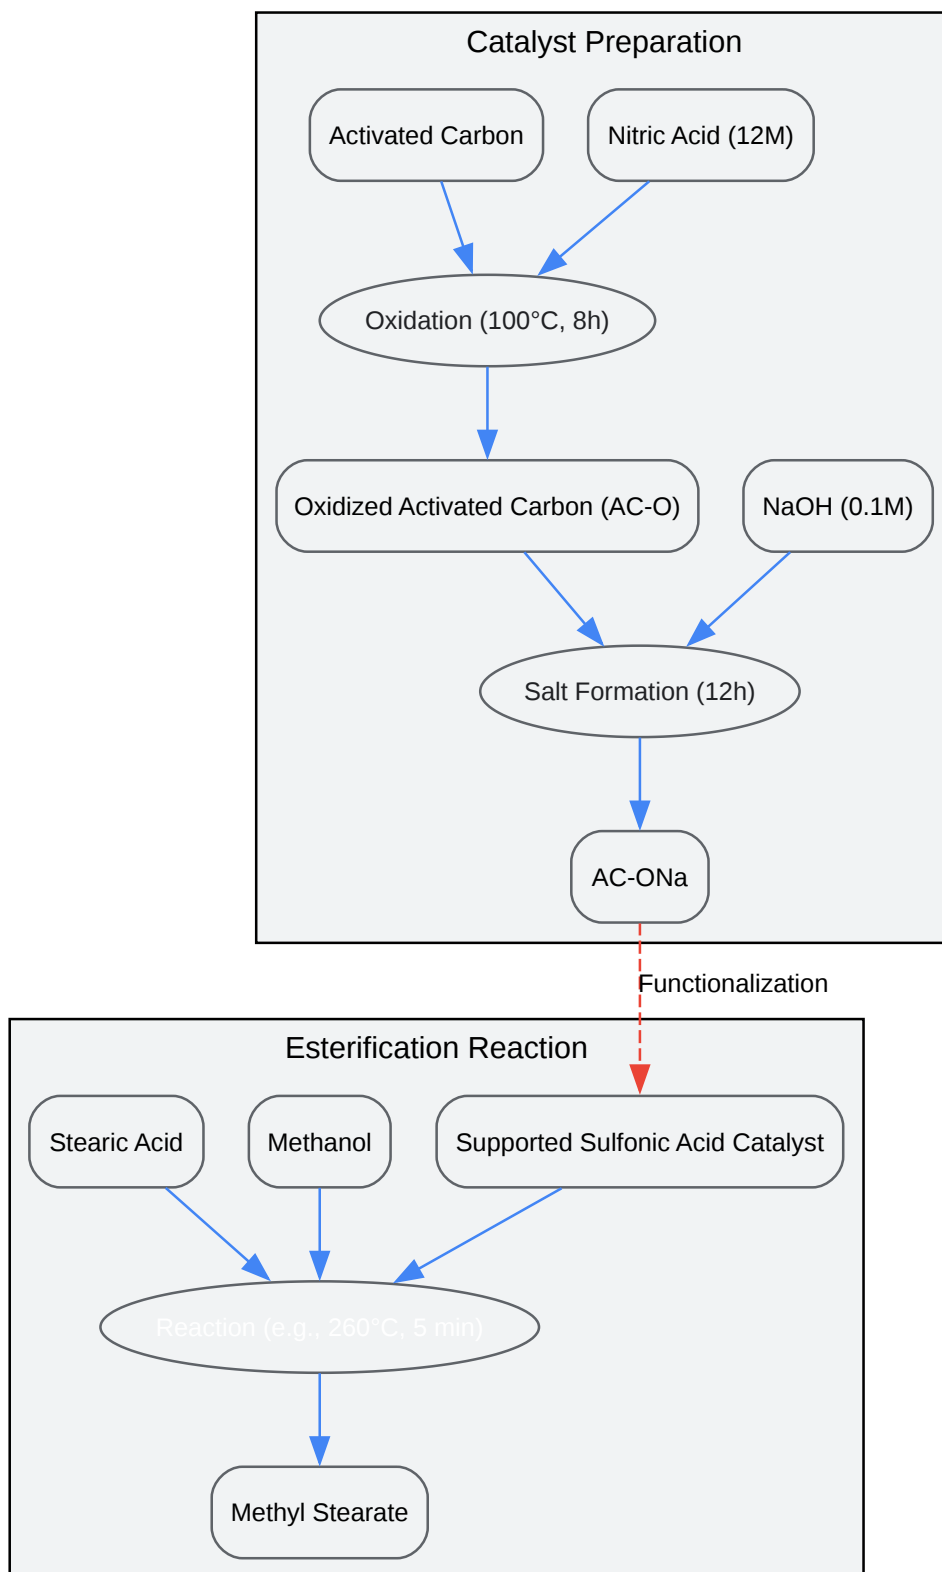 Catalyst Preparation
Activated Carbon
Nitric Acid (12M)
Oxidation (100°C, 8h)
Oxidized Activated Carbon (AC-O)
NaOH (0.1M)
Salt Formation (12h)
AC-ONa
Functionalization
Esterification Reaction
Stearic Acid
Methanol
Supported Sulfonic Acid Catalyst
Reaction (e.g., 260°C, 5 min)
Methyl Stearate